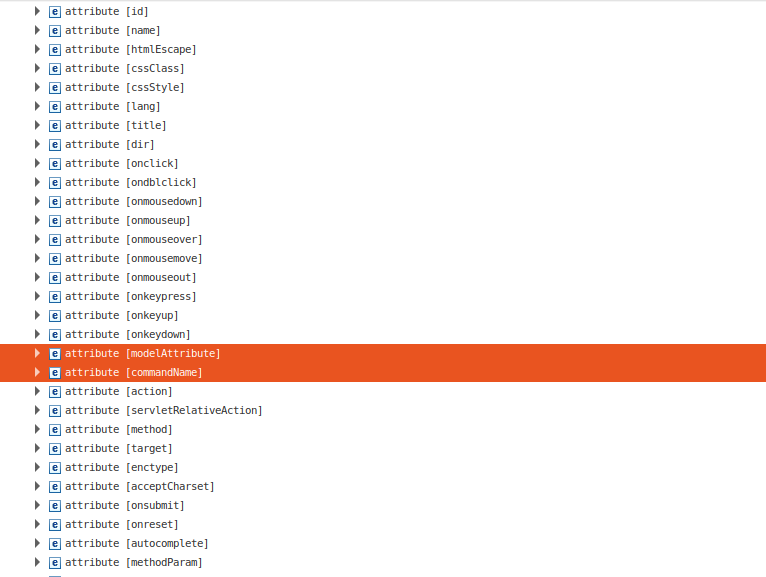 e attribute [id]
e attribute [name]
e attribute [htmlEscape]
e attribute [cssClass]
e attribute [cssStyle]
e attribute [lang]
e attribute [title]
e attribute [dir]
e attribute [onclick]
e attribute [ondblclick]
e attribute [onmousedown]
e attribute [onmouseup]
e attribute [onmouseover]
e attribute [onmousemove]
e attribute [onmouseout]
e attribute [onkeypress]
e attribute [onkeyup]
e attribute [onkeydown]
e attribute [modelAttribute]
e attribute [commandName]
e attribute [action]
e attribute [servletRelativeAction]
e attribute [method]
e attribute [target]
e attribute [enctype]
e attribute [acceptCharset]
e attribute [onsubmit]
e attribute [onreset]
e attribute [autocomplete]
e attribute [methodParam]